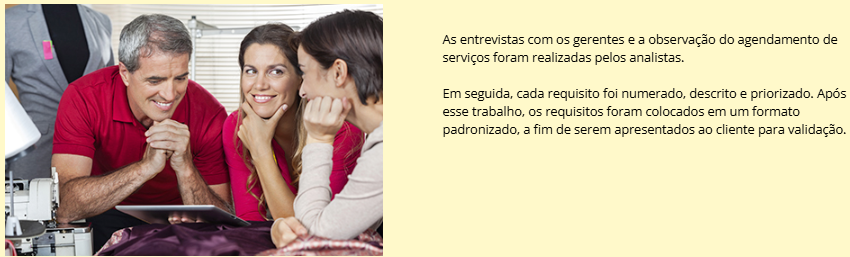 As entrevistas com os gerentes e a observação do agendamento de
serviços foram realizadas pelos analistas.
Em seguida, cada requisito foi numerado, descrito e priorizado. Após
esse trabalho, os requisitos foram colocados em um formato
padronizado, a fim de serem apresentados ao cliente para validação.